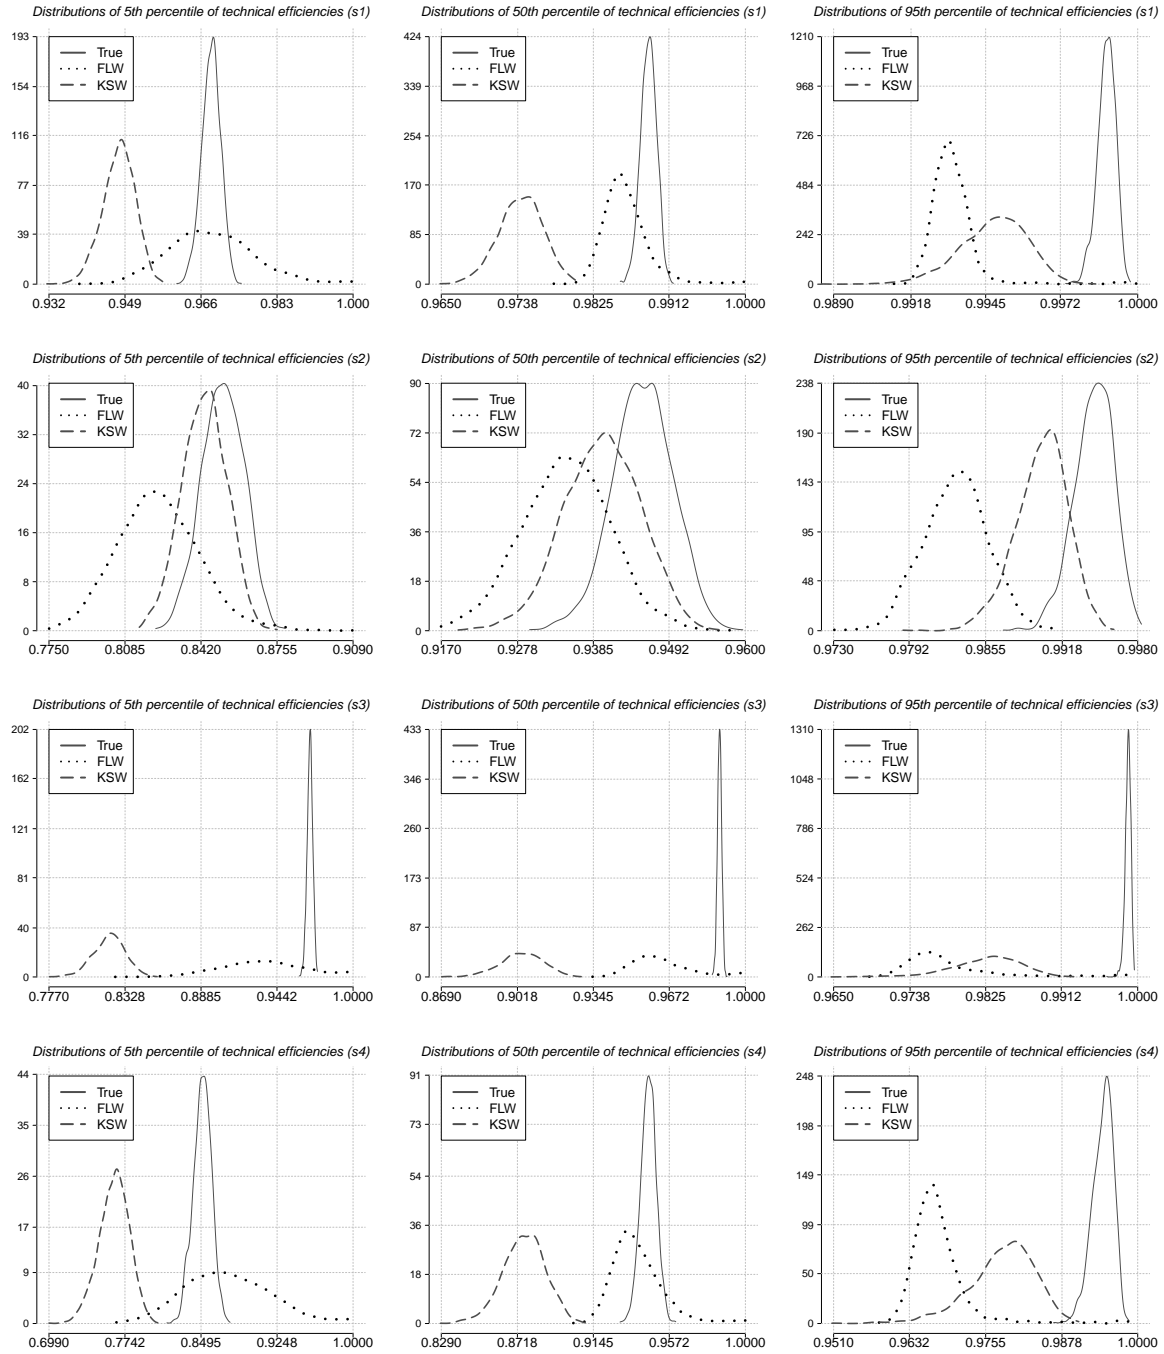 Distributions of 5th percentile of technical efficiencies (s1)
193
154
116
77
39
0
True
FLW
KSW
0.932 0.949 0.966 0.983 1.000
Distributions of 50th percentile of technical efficiencies (s1)
424
339
254
170
85
0
True
FLW
KSW
0.9650 0.9738 0.9825 0.9912 1.0000
Distributions of 95th percentile of technical efficiencies (s1)
1210
968
726
484
242
0
True
FLW
KSW
0.9890 0.9918 0.9945 0.9972 1.0000
Distributions of 5th percentile of technical efficiencies (s2)
40
32
24
16
8
0
True
FLW
KSW
0.7750 0.8085 0.8420 0.8755 0.9090
Distributions of 50th percentile of technical efficiencies (s2)
90
72
54
36
18
0
True
FLW
KSW
0.9170 0.9278 0.9385 0.9492 0.9600
Distributions of 95th percentile of technical efficiencies (s2)
238
190
143
95
48
0
True
FLW
KSW
0.9730 0.9792 0.9855 0.9918 0.9980
Distributions of 5th percentile of technical efficiencies (s3)
202
162
121
81
40
0
True
FLW
KSW
0.7770 0.8328 0.8885 0.9442 1.0000
Distributions of 50th percentile of technical efficiencies (s3)
433
346
260
173
87
0
True
FLW
KSW
0.8690 0.9018 0.9345 0.9672 1.0000
Distributions of 95th percentile of technical efficiencies (s3)
1310
1048
786
524
262
0
True
FLW
KSW
0.9650 0.9738 0.9825 0.9912 1.0000
Distributions of 5th percentile of technical efficiencies (s4)
44
35
26
17
9
0
True
FLW
KSW
0.6990 0.7742 0.8495 0.9248 1.0000
Distributions of 50th percentile of technical efficiencies (s4)
91
73
54
36
18
0
True
FLW
KSW
0.8290 0.8718 0.9145 0.9572 1.0000
Distributions of 95th percentile of technical efficiencies (s4)
248
198
149
99
50
0
True
FLW
KSW
0.9510 0.9632 0.9755 0.9878 1.0000